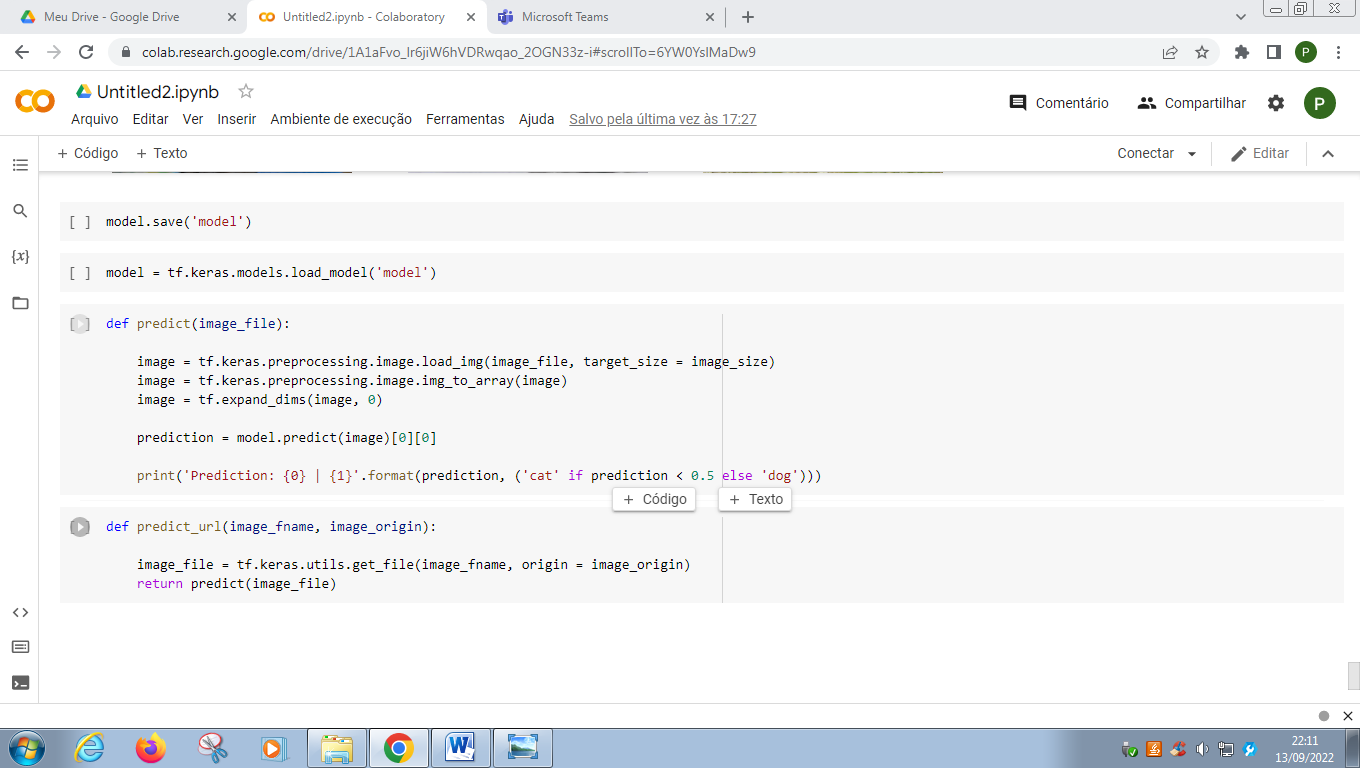 Meu Drive - Google Drive
Untitled2.ipynb - Colaboratory
Microsoft Teams
colab.research.google.com/drive/1A1aFvo_Ir6jiW6hVDRwqao_2OGN33z-i#scrollTo=6YW0YsIMaDw9
P
Untitled2.ipynb
Comentário
Compartilhar
P
Arquivo Editar Ver Inserir Ambiente de execução Ferramentas Ajuda Salvo pela última vez às 17:27
+ Código + Texto
Conectar
Editar
[ ] model.save('model')
{x}
[ ] model = tf.keras.models.load_model('model')
def predict(image_file):
image = tf.keras.preprocessing.image.load_img(image_file, target_size = image_size)
image = tf.keras.preprocessing.image.img_to_array(image)
image = tf.expand_dims(image, 0)
prediction = model.predict(image)[0][0]
print('Prediction: {0} | {1}'.format(prediction, ('cat' if prediction < 0.5 else 'dog')))
+ Código + Texto
def predict_url(image_fname, image_origin):
image_file = tf.keras.utils.get_file(image_fname, origin = image_origin)
return predict(image_file)
22:11
13/09/2022